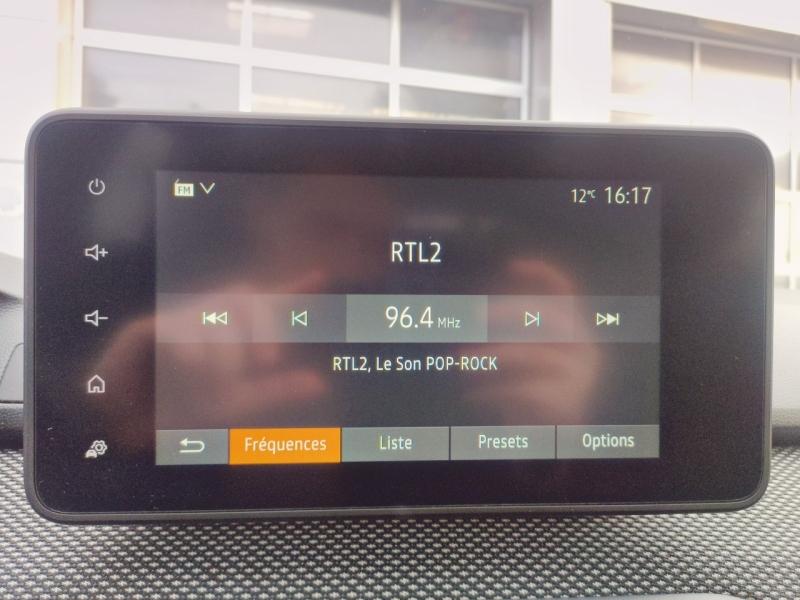 FM
12°C 16:17
RTL2
96.4 MHz
RTL2, Le Son POP-ROCK
Fréquences Liste Presets Options